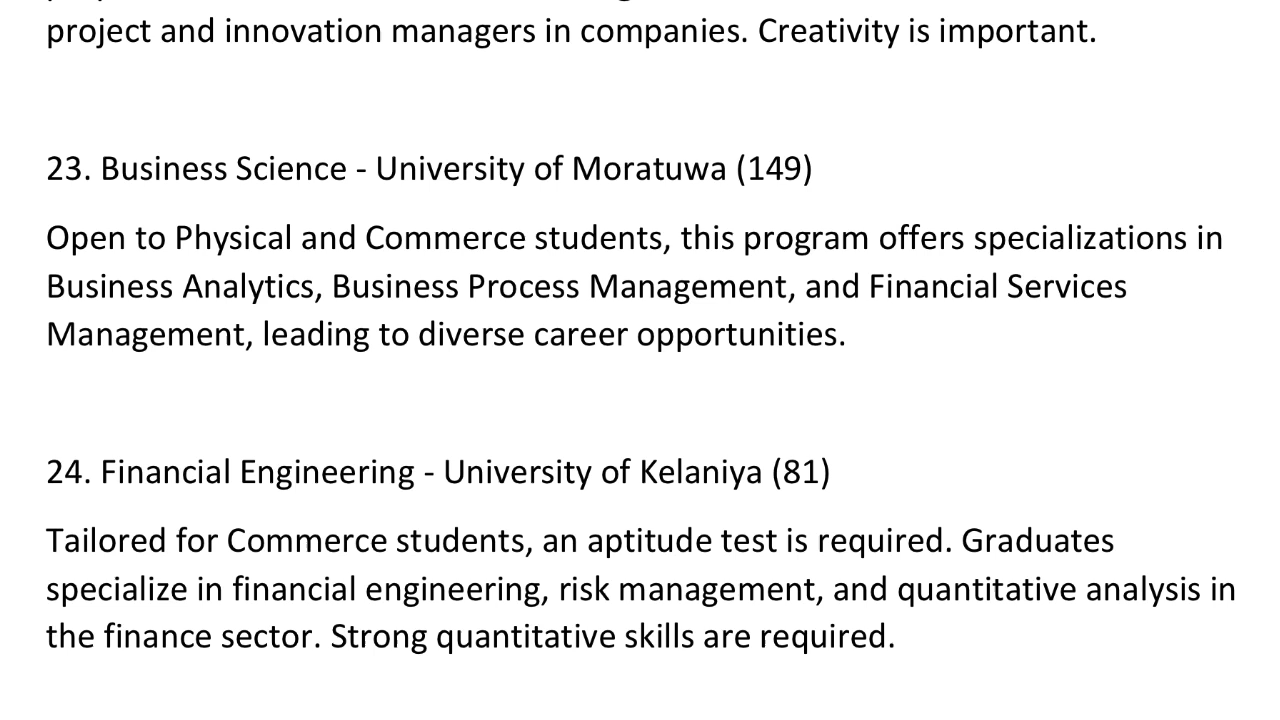 project and innovation managers in companies. Creativity is important.
23. Business Science - University of Moratuwa (149)
Open to Physical and Commerce students, this program offers specializations in
Business Analytics, Business Process Management, and Financial Services
Management, leading to diverse career opportunities.
24. Financial Engineering - University of Kelaniya (81)
Tailored for Commerce students, an aptitude test is required. Graduates
specialize in financial engineering, risk management, and quantitative analysis in
the finance sector. Strong quantitative skills are required.